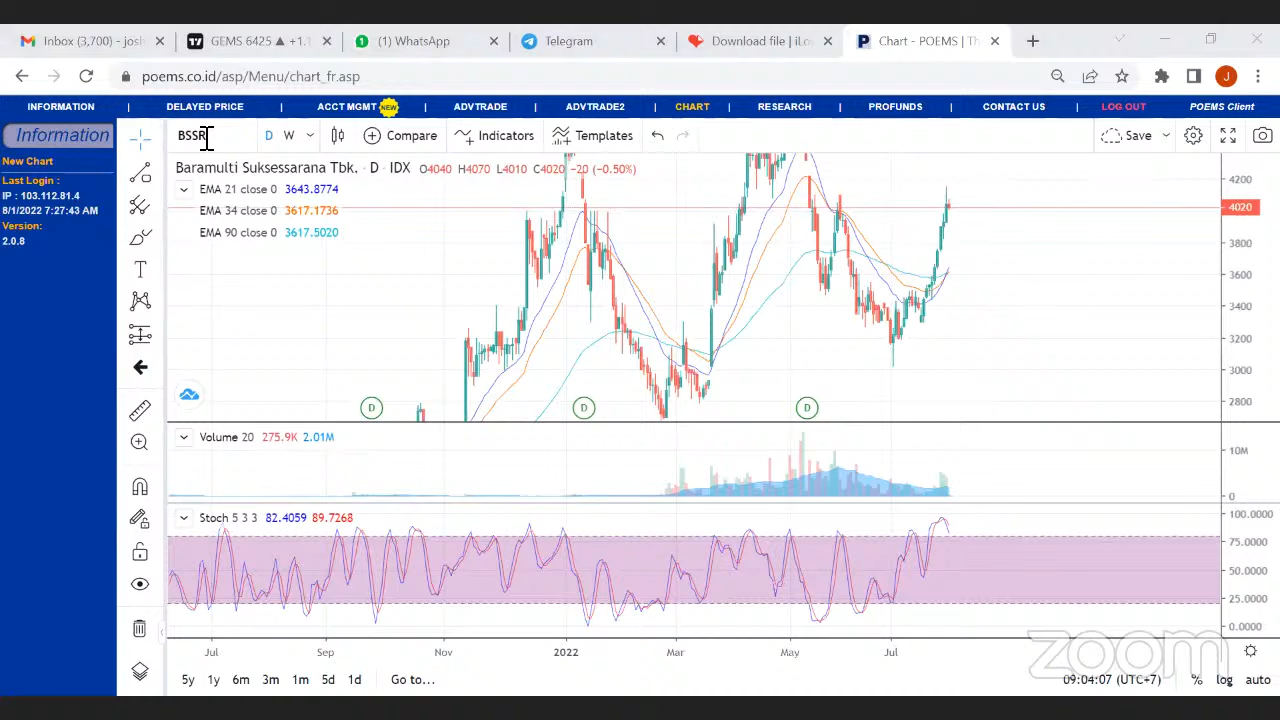 Inbox (3,700) - josh
GEMS 6425 ▲ +1.1
(1) WhatsApp
Telegram
Download file | iLo
Chart - POEMS | Th
poems.co.id/asp/Menu/chart_fr.asp
J
INFORMATION | DELAYED PRICE | ACCT MGMT NEW | ADVTRADE | ADVTRADE2 | CHART | RESEARCH | PROFUNDS | CONTACT US | LOG OUT POEMS Client
Information
New Chart
Last Login :
IP : 103.112.81.4
8/1/2022 7:27:43 AM
Version:
2.0.8
BSSR D W Compare Indicators Templates Save
Baramulti Suksessarana Tbk. · D · IDX O4040 H4070 L4010 C4020 -20 (-0.50%)
EMA 21 close 0 3643.8774
EMA 34 close 0 3617.1736
EMA 90 close 0 3617.5020
4200
4020
3800
3600
3400
3200
3000
2800
D D D
Volume 20 275.9K 2.01M
10M
0
Stoch 5 3 3 82.4059 89.7268
100.0000
75.0000
50.0000
25.0000
0.0000
Jul Sep Nov 2022 Mar May Jul
zoom
5y 1y 6m 3m 1m 5d 1d Go to... 09:04:07 (UTC+7) % log auto